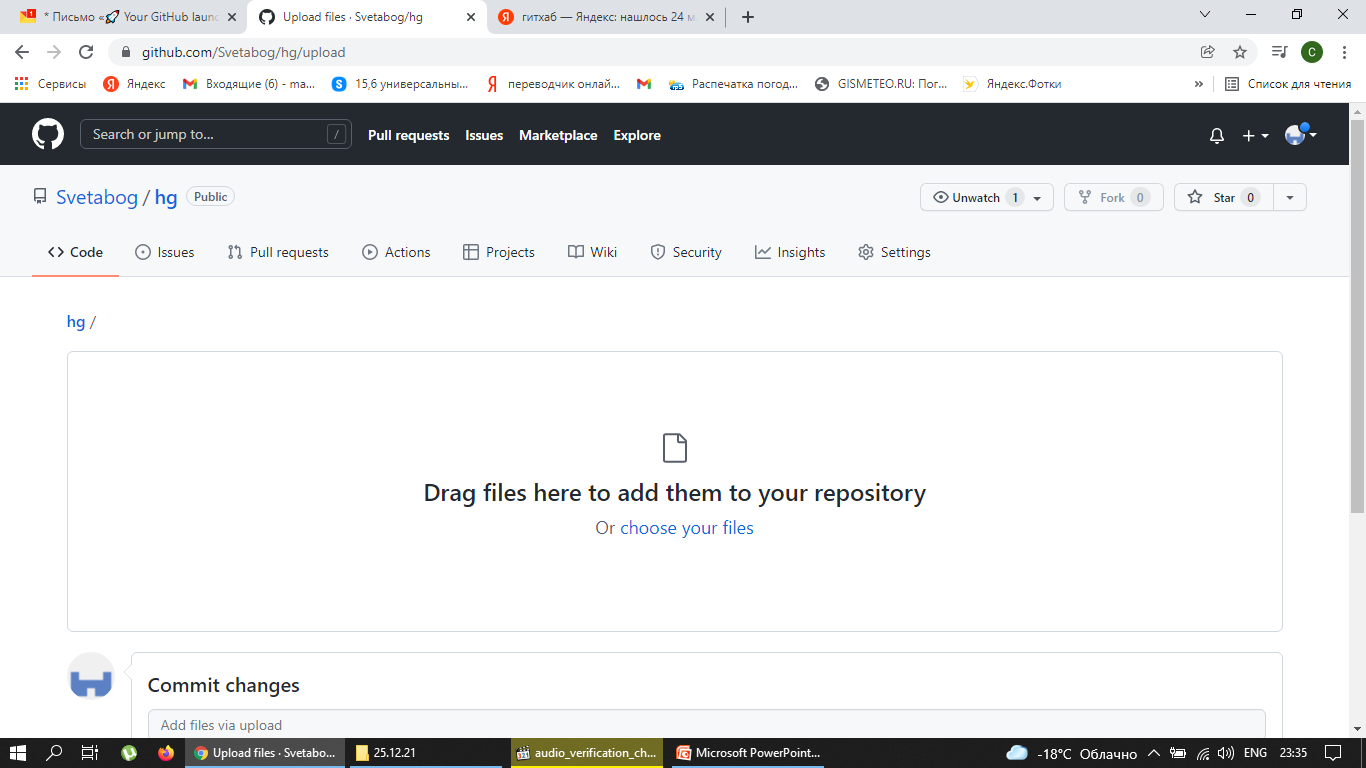 * Письмо «🚀 Your GitHub laun
Upload files · Svetabog/hg
гитхаб — Яндекс: нашлось 24 м
github.com/Svetabog/hg/upload
С
Сервисы
Яндекс
Входящие (6) - ma...
15,6 универсальны...
переводчик онлай...
Распечатка погод...
GISMETEO.RU: Пог...
Яндекс.Фотки
»
Список для чтения
Search or jump to...
/
Pull requests
Issues
Marketplace
Explore
Svetabog / hg
Public
Unwatch 1
Fork 0
Star 0
Code
Issues
Pull requests
Actions
Projects
Wiki
Security
Insights
Settings
hg /
Drag files here to add them to your repository
Or choose your files
Commit changes
Add files via upload
Upload files · Svetabo...
25.12.21
audio_verification_ch...
Microsoft PowerPoint...
-18°C Облачно
ENG
23:35